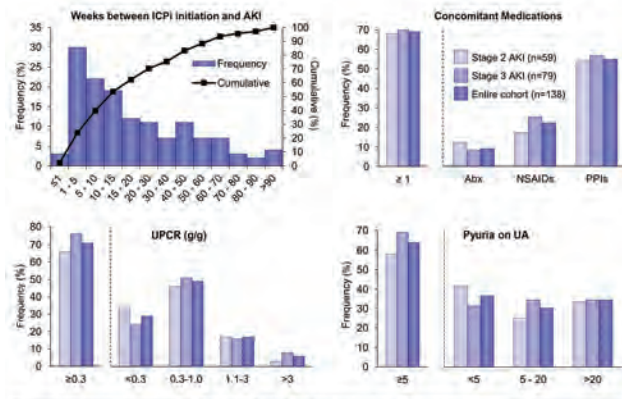 Weeks between ICPi initiation and AKI
Frequency (%)
35
30
25
20
15
10
5
0
Frequency
Cumulative
100
90
80
70
60
50
40
30
20
10
0
Cumulative (%)
≤1
1 - 5
5 - 10
10 - 15
15 - 20
20 - 30
30 - 40
40 - 50
50 - 60
60 - 70
70 - 80
80 - 90
>90
Concomitant Medications
Frequency (%)
70
60
50
40
30
20
10
0
Stage 2 AKI (n=59)
Stage 3 AKI (n=79)
Entire cohort (n=138)
≥ 1
Abx
NSAIDs
PPIs
UPCR (g/g)
Frequency (%)
80
70
60
50
40
30
20
10
0
≥0.3
<0.3
0.3-1.0
1.1-3
>3
Pyuria on UA
Frequency (%)
70
60
50
40
30
20
10
0
≥5
<5
5 - 20
>20